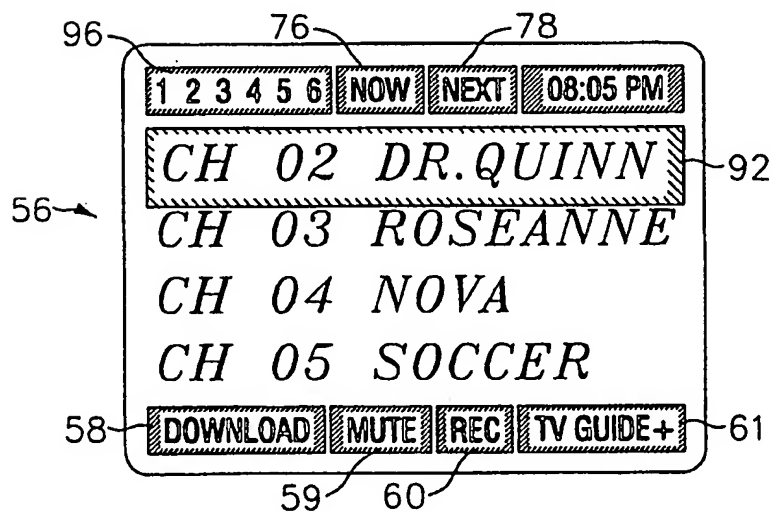 96 76 78
1 2 3 4 5 6 NOW NEXT 08:05 PM
CH 02 DR.QUINN 92
56
CH 03 ROSEANNE
CH 04 NOVA
CH 05 SOCCER
58 DOWNLOAD MUTE REC TV GUIDE+ 61
59 60